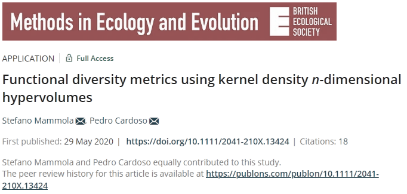 Methods in Ecology and Evolution
BRITISH
ECOLOGICAL
SOCIETY
APPLICATION | Full Access
Functional diversity metrics using kernel density n-dimensional
hypervolumes
Stefano Mammola, Pedro Cardoso
First published: 29 May 2020 | https://doi.org/10.1111/2041-210X.13424 | Citations: 18
Stefano Mammola and Pedro Cardoso equally contributed to this study.
The peer review history for this article is available at https://publons.com/publon/10.1111/2041-
210X.13424